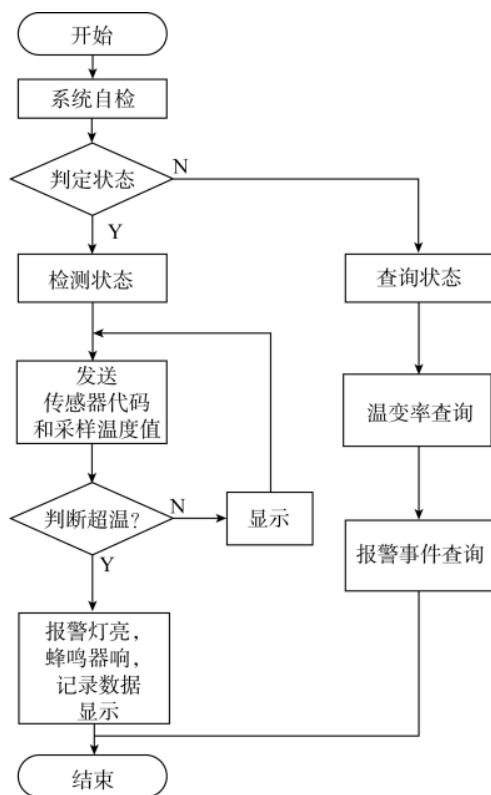 开始
系统自检
判定状态
N
Y
检测状态
查询状态
发送
传感器代码
和采样温度值
温变率查询
判断超温?
N
显示
Y
报警事件查询
报警灯亮，
蜂鸣器响，
记录数据
显示
结束